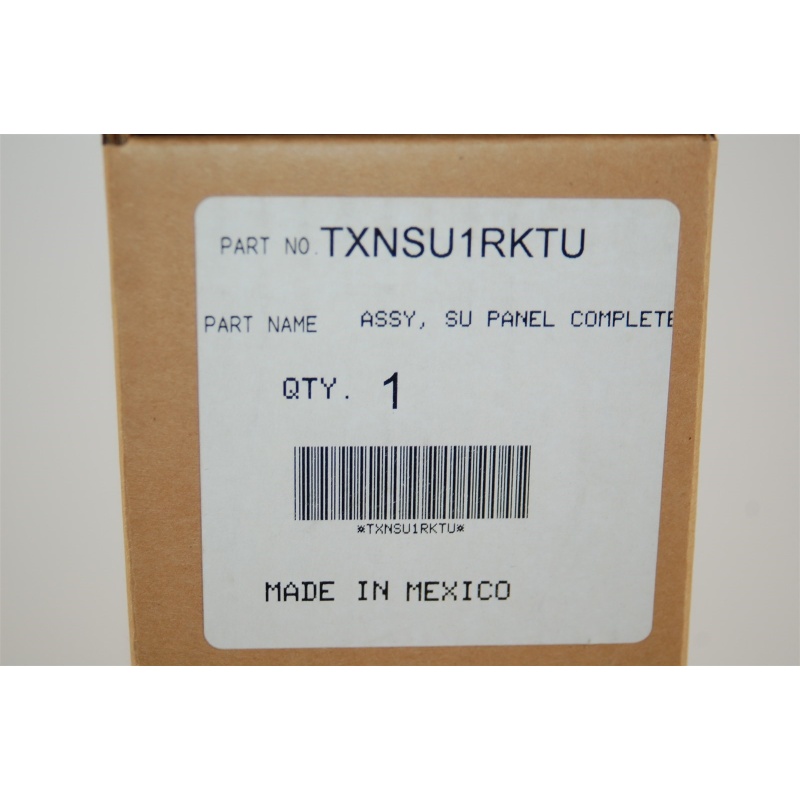 PART NO. TXNSU1RKTU
PART NAME ASSY, SU PANEL COMPLETE
QTY. 1
*TXNSU1RKTU*
MADE IN MEXICO